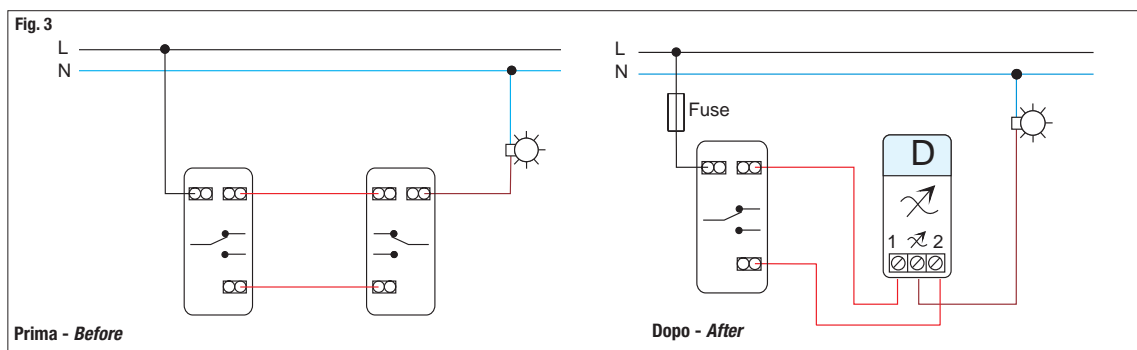 Fig. 3
L
N
Prima - Before
L
N
Fuse
D
1 2
Dopo - After